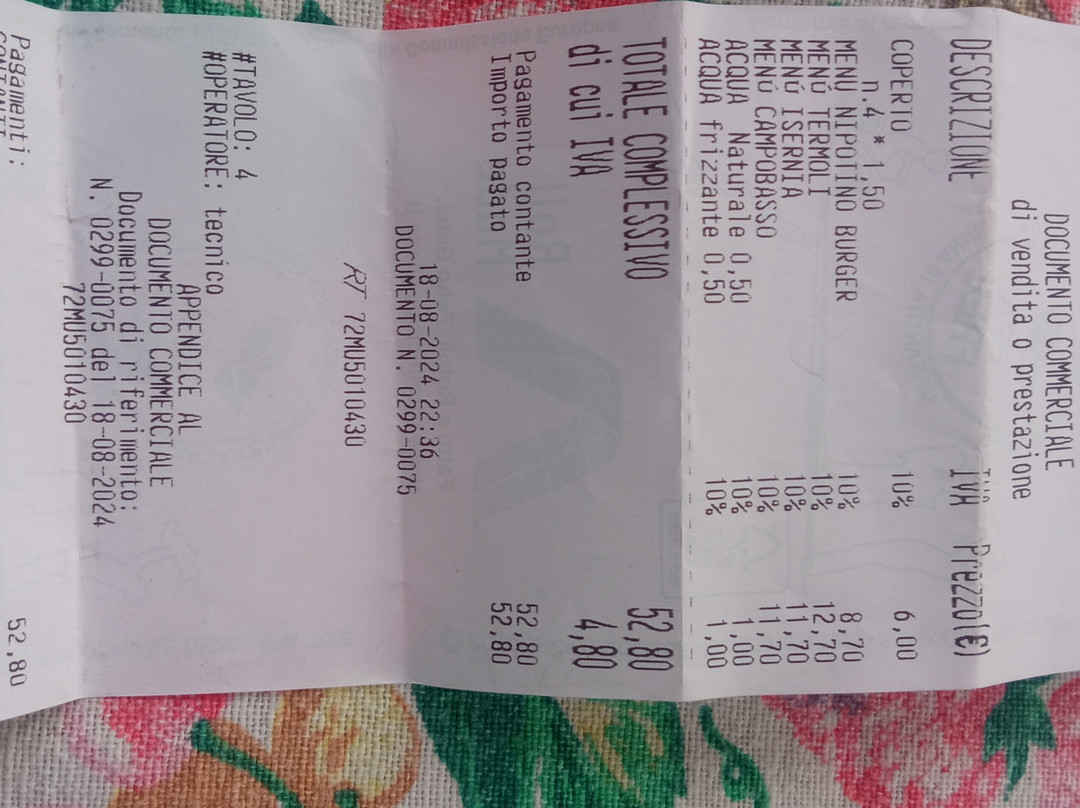 DOCUMENTO COMMERCIALE
di vendita o prestazione
DESCRIZIONE IVA Prezzo(€)
COPERTO 10% 6,00
n.4 * 1,50
MENÙ NIPOTINO BURGER 10% 8,70
MENÙ TERMOLI 10% 12,70
MENÙ ISERNIA 10% 11,70
MENÙ CAMPOBASSO 10% 11,70
ACQUA Naturale 0,50 10% 1,00
ACQUA frizzante 0,50 10% 1,00
TOTALE COMPLESSIVO 52,80
di cui IVA 4,80
Pagamento contante 52,80
Importo pagato 52,80
18-08-2024 22:36
DOCUMENTO N. 0299-0075
RT 72MU5010430
#TAVOLO: 4
#OPERATORE: tecnico
APPENDICE AL
DOCUMENTO COMMERCIALE
Documento di riferimento:
N. 0299-0075 del 18-08-2024
72MU5010430
Pagamenti:
CONTANTI 52,80